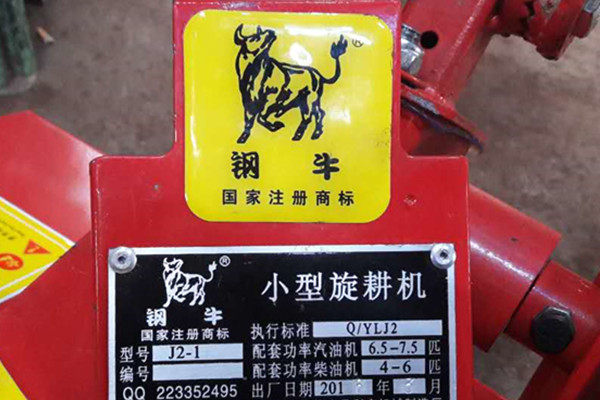 ®
钢牛
国家注册商标
® 小型旋耕机
钢牛
国家注册商标
执行标准 Q/YLJ2
型号 J2-1
配套功率汽油机 6.5-7.5 匹
编号
配套功率柴油机 4-6 匹
QQ 223352495
出厂日期 201 月